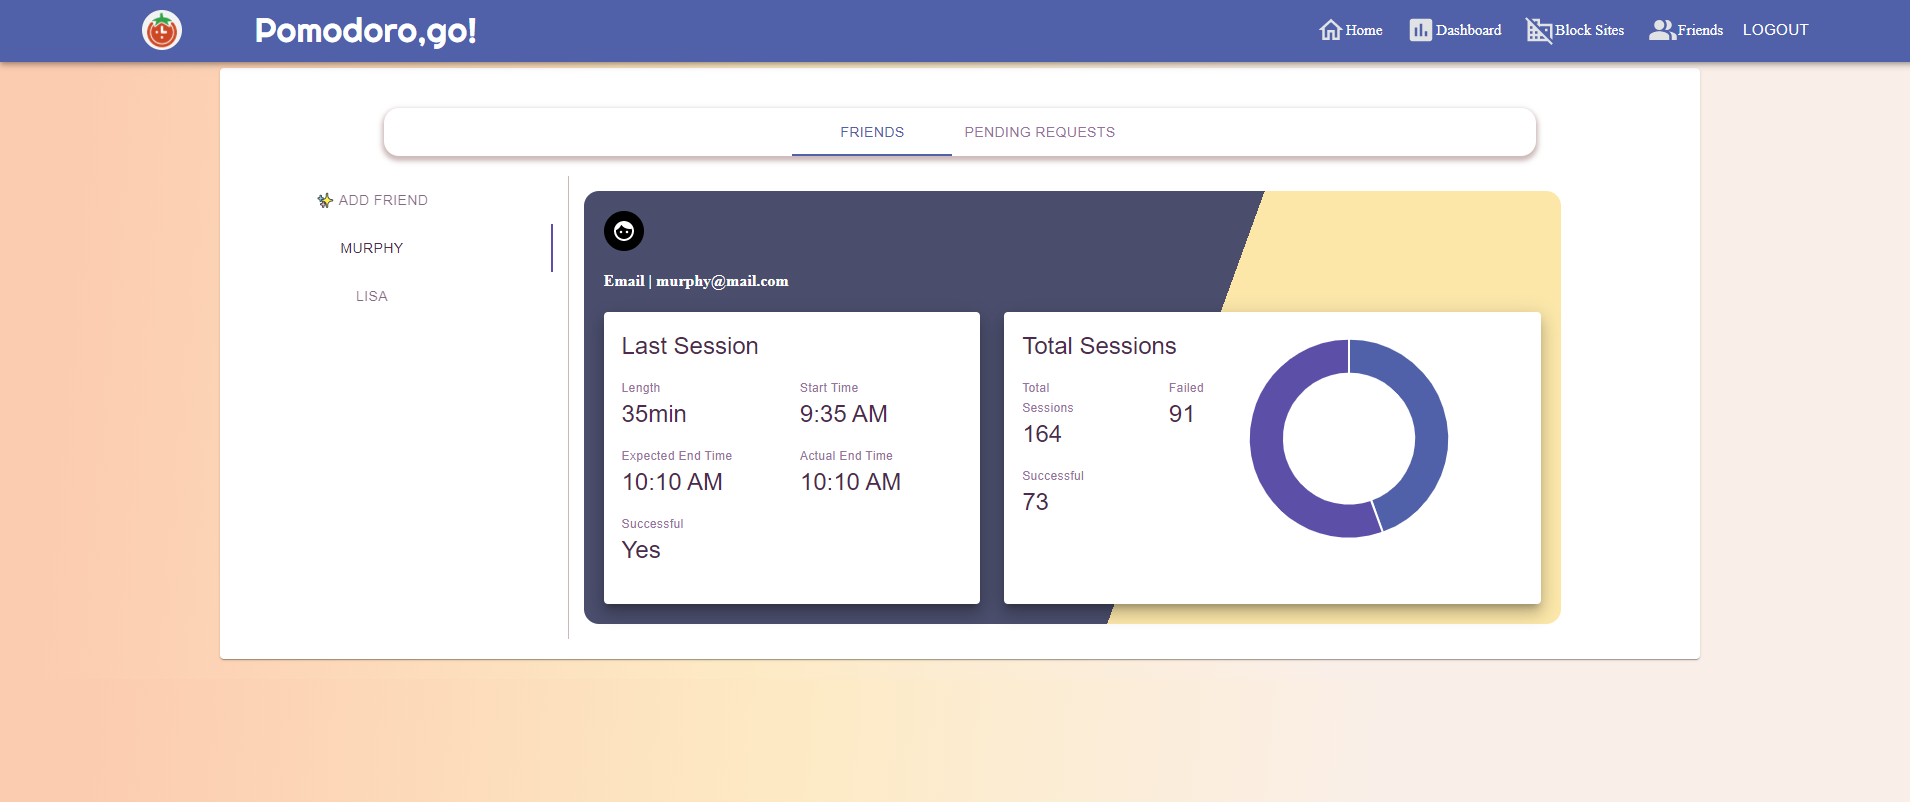 Pomodoro,go!
Home
Dashboard
Block Sites
Friends
LOGOUT
FRIENDS
PENDING REQUESTS
ADD FRIEND
MURPHY
LISA
Email | murphy@mail.com
Last Session
Length
35min
Start Time
9:35 AM
Expected End Time
10:10 AM
Actual End Time
10:10 AM
Successful
Yes
Total Sessions
Total
Sessions
164
Failed
91
Successful
73